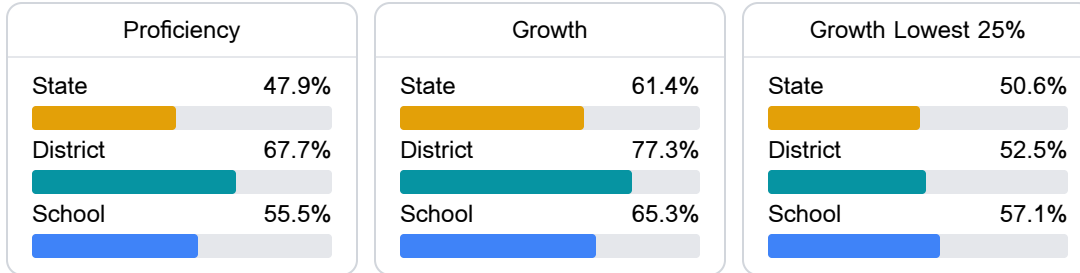 Proficiency
State 47.9%
District 67.7%
School 55.5%
Growth
State 61.4%
District 77.3%
School 65.3%
Growth Lowest 25%
State 50.6%
District 52.5%
School 57.1%